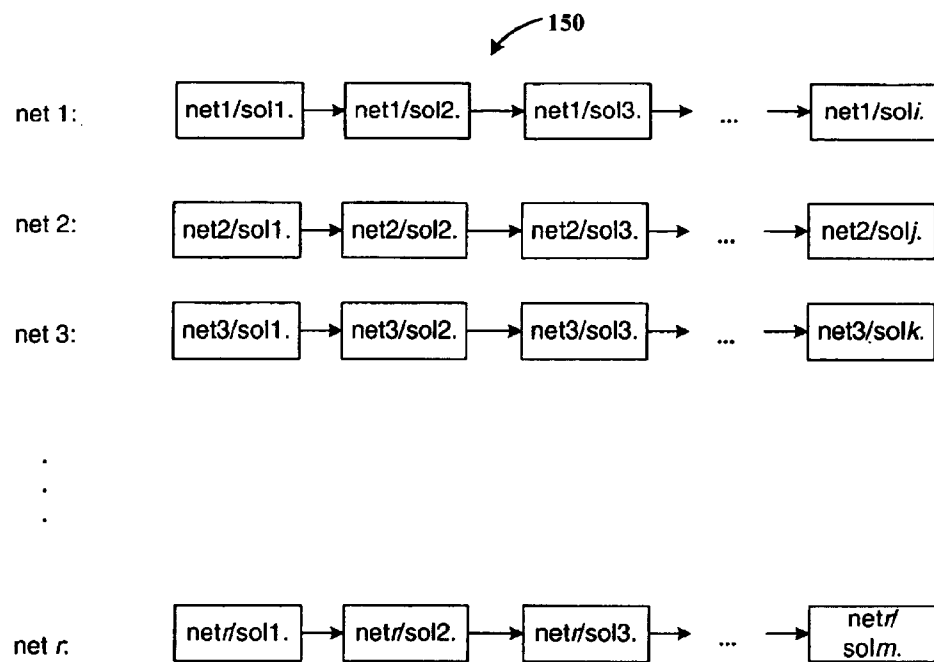 150
net 1: net1/sol1. net1/sol2. net1/sol3. ... net1/soli.
net 2: net2/sol1. net2/sol2. net2/sol3. ... net2/solj.
net 3: net3/sol1. net3/sol2. net3/sol3. ... net3/solk.
.
.
.
net r: netr/sol1. netr/sol2. netr/sol3. ... netr/
solm.